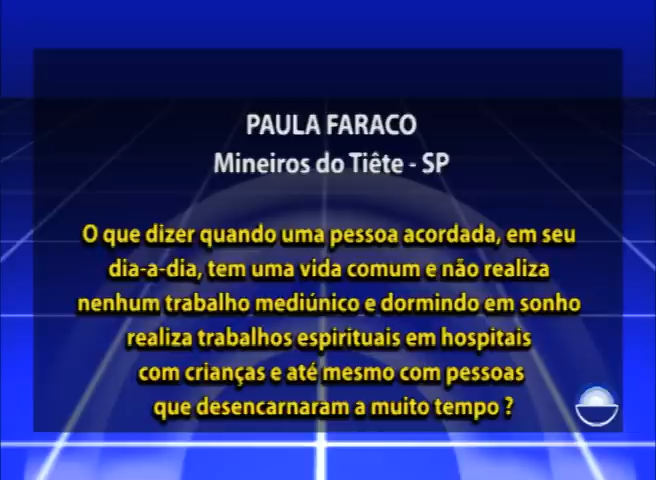 PAULA FARACO
Mineiros do Tiête - SP
O que dizer quando uma pessoa acordada, em seu
dia-a-dia, tem uma vida comum e não realiza
nenhum trabalho mediúnico e dormindo em sonho
realiza trabalhos espirituais em hospitais
com crianças e até mesmo com pessoas
que desencarnaram a muito tempo ?